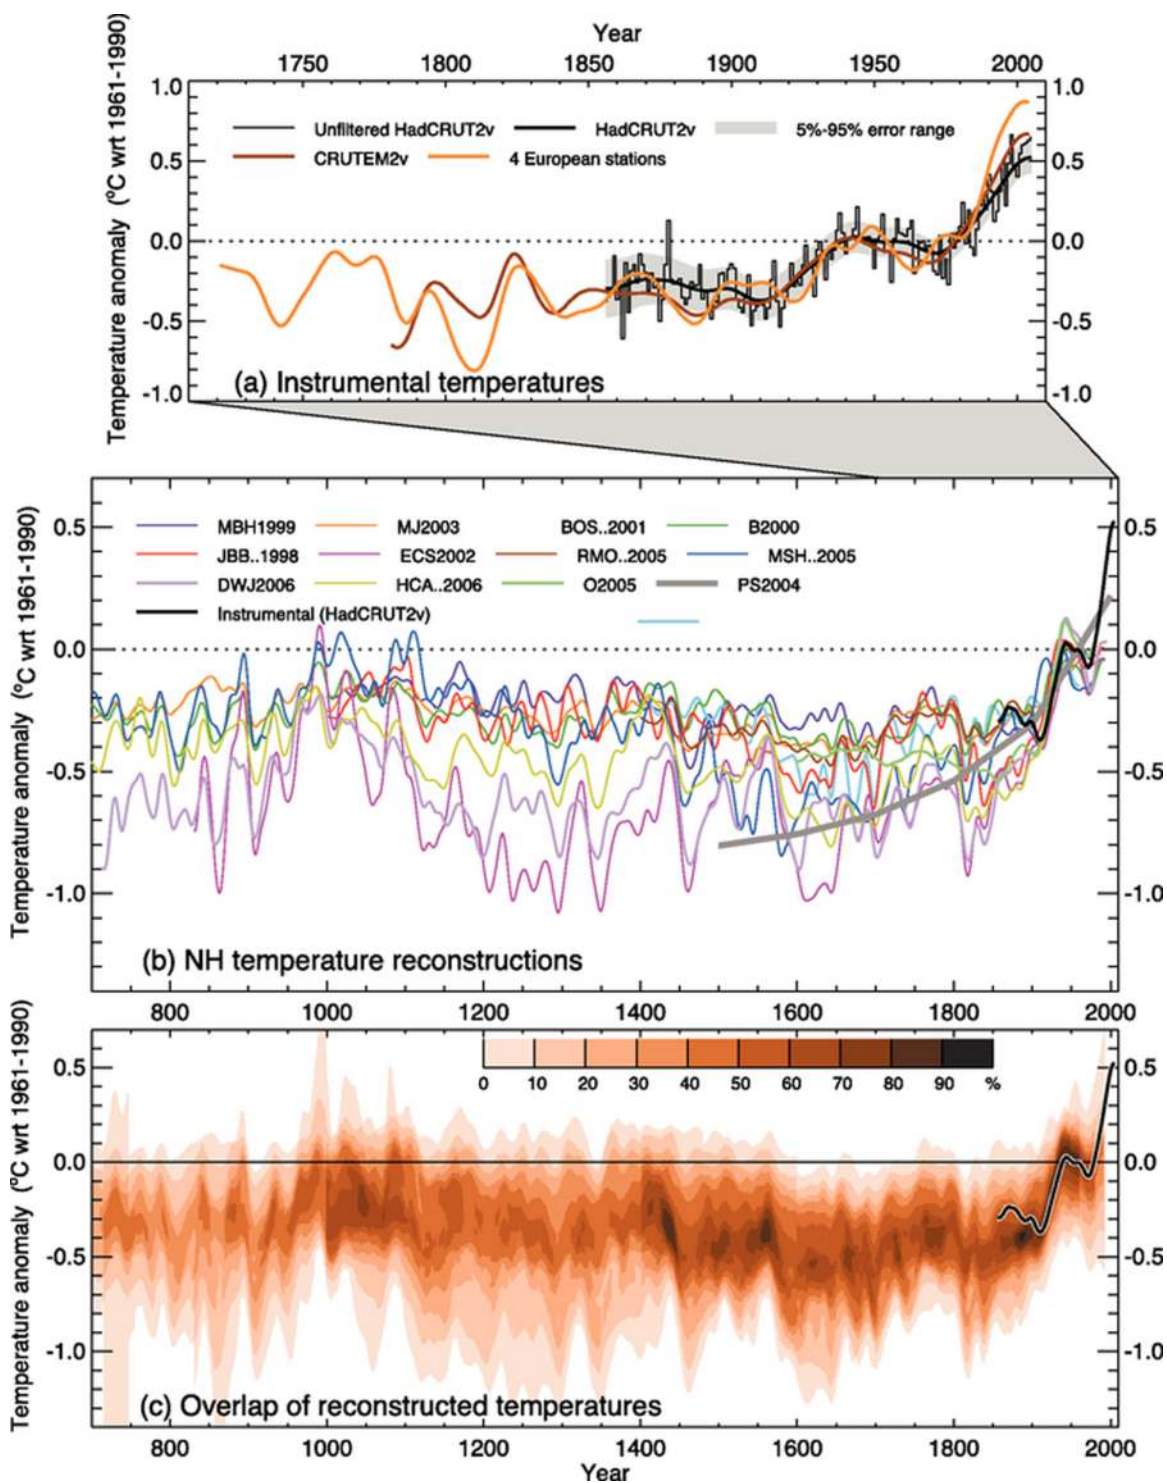 Year
1750 1800 1850 1900 1950 2000
Temperature anomaly (ºC wrt 1961-1990)
1.0 1.0
Unfiltered HadCRUT2v HadCRUT2v 5%-95% error range
CRUTEM2v 4 European stations
0.5 0.5
0.0 0.0
-0.5 -0.5
-1.0 -1.0
(a) Instrumental temperatures
Temperature anomaly (ºC wrt 1961-1990)
0.5 0.5
MBH1999 MJ2003 BOS..2001 B2000
JBB..1998 ECS2002 RMO..2005 MSH..2005
DWJ2006 HCA..2006 O2005 PS2004
Instrumental (HadCRUT2v)
0.0 0.0
-0.5 -0.5
-1.0 -1.0
(b) NH temperature reconstructions
800 1000 1200 1400 1600 1800 2000
Temperature anomaly (ºC wrt 1961-1990)
0.5 0.5
0 10 20 30 40 50 60 70 80 90 %
0.0 0.0
-0.5 -0.5
-1.0 -1.0
(c) Overlap of reconstructed temperatures
800 1000 1200 1400 1600 1800 2000
Year